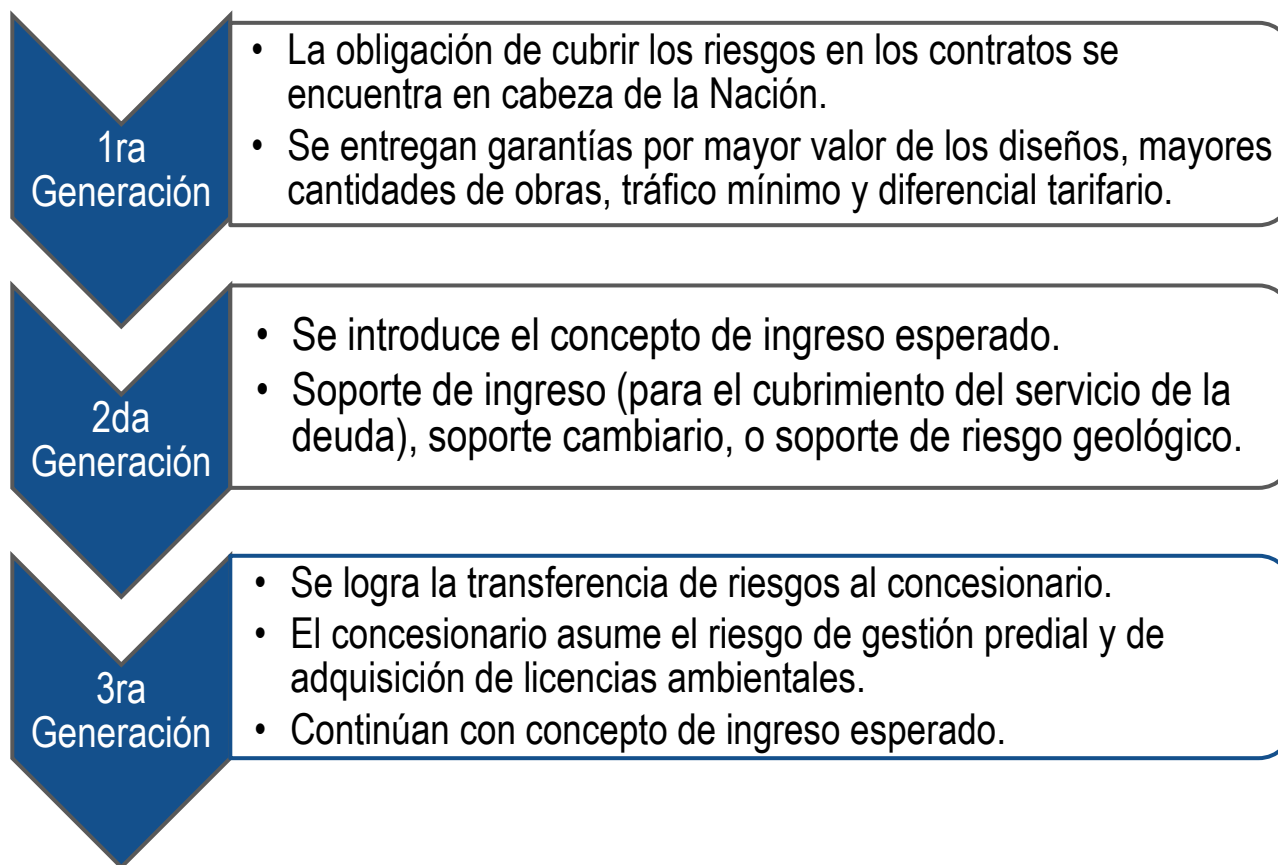 1ra
Generación
• La obligación de cubrir los riesgos en los contratos se
encuentra en cabeza de la Nación.
• Se entregan garantías por mayor valor de los diseños, mayores
cantidades de obras, tráfico mínimo y diferencial tarifario.
2da
Generación
• Se introduce el concepto de ingreso esperado.
• Soporte de ingreso (para el cubrimiento del servicio de la
deuda), soporte cambiario, o soporte de riesgo geológico.
3ra
Generación
• Se logra la transferencia de riesgos al concesionario.
• El concesionario asume el riesgo de gestión predial y de
adquisición de licencias ambientales.
• Continúan con concepto de ingreso esperado.